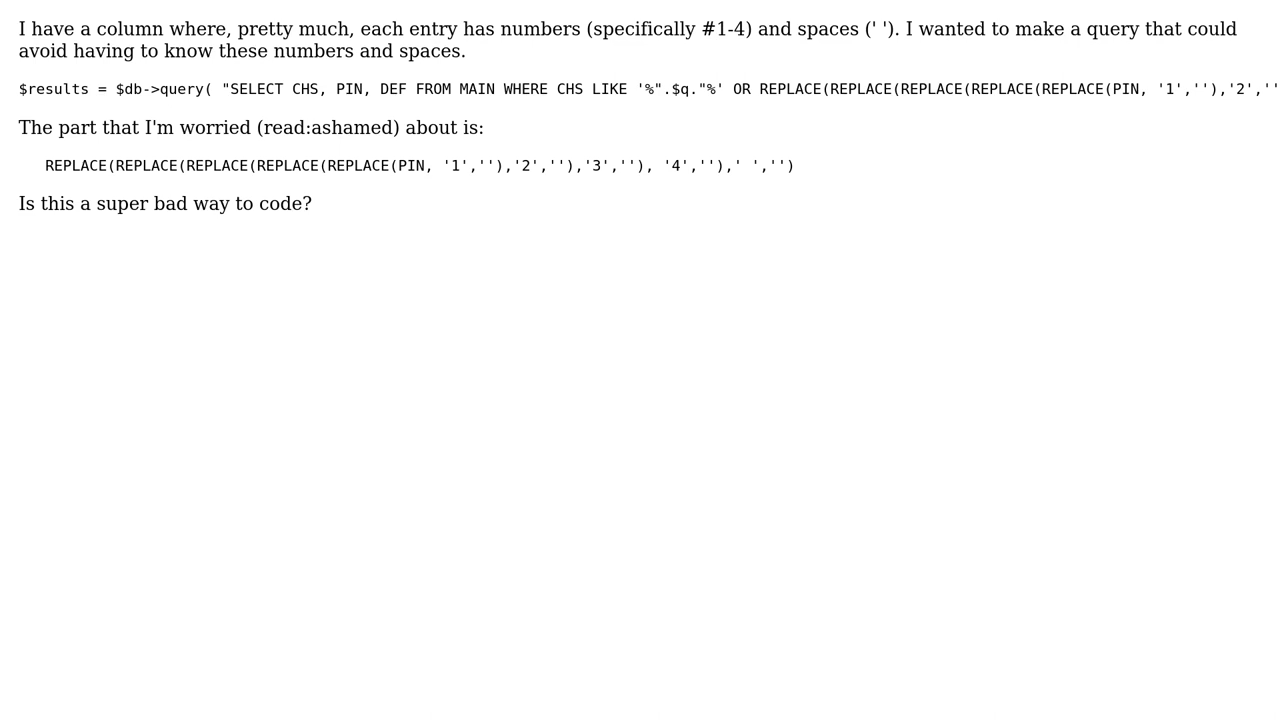 I have a column where, pretty much, each entry has numbers (specifically #1-4) and spaces (' '). I wanted to make a query that could
avoid having to know these numbers and spaces.
$results = $db->query( "SELECT CHS, PIN, DEF FROM MAIN WHERE CHS LIKE '%".$q."%' OR REPLACE(REPLACE(REPLACE(REPLACE(REPLACE(PIN, '1',''),'2',''
The part that I'm worried (read:ashamed) about is:
REPLACE(REPLACE(REPLACE(REPLACE(REPLACE(PIN, '1',''),'2',''),'3',''), '4',''),' ','')
Is this a super bad way to code?